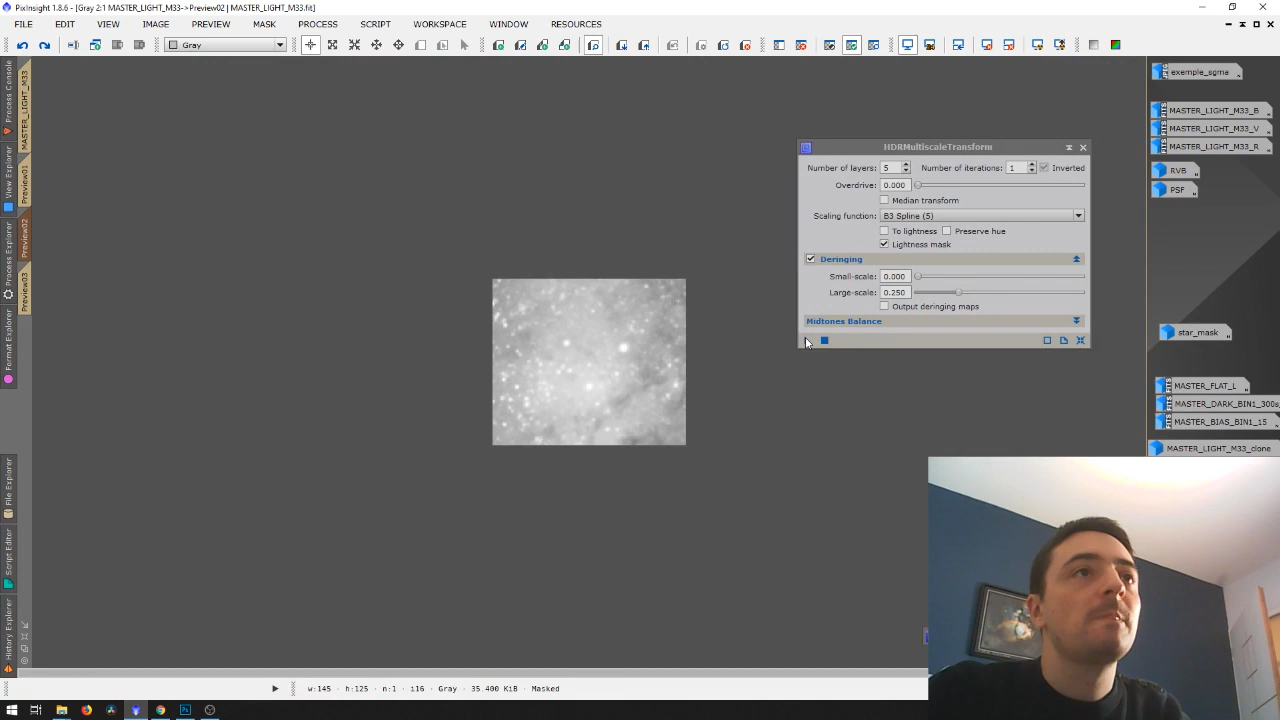 PixInsight 1.8.6 - [Gray 2:1 MASTER_LIGHT_M33->Preview02 | MASTER_LIGHT_M33.fit]
FILE EDIT VIEW IMAGE PREVIEW MASK PROCESS SCRIPT WORKSPACE WINDOW RESOURCES
Gray
Process Console
View Explorer
Process Explorer
Format Explorer
File Explorer
Script Editor
History Explorer
MASTER_LIGHT_M33
Preview01
Preview02
Preview03
HDRMultiscaleTransform
Number of layers: 5 Number of iterations: 1 Inverted
Overdrive: 0.000
Median transform
Scaling function: B3 Spline (5)
To lightness Preserve hue
Lightness mask
Deringing
Small-scale: 0.000
Large-scale: 0.250
Output deringing maps
Midtones Balance
exemple_sgma
MASTER_LIGHT_M33_B
MASTER_LIGHT_M33_V
MASTER_LIGHT_M33_R
RVB
PSF
star_mask
MASTER_FLAT_L
MASTER_DARK_BIN1_300s
MASTER_BIAS_BIN1_15
MASTER_LIGHT_M33_clone
w:145 h:125 n:1 i16 Gray 35.400 KiB Masked